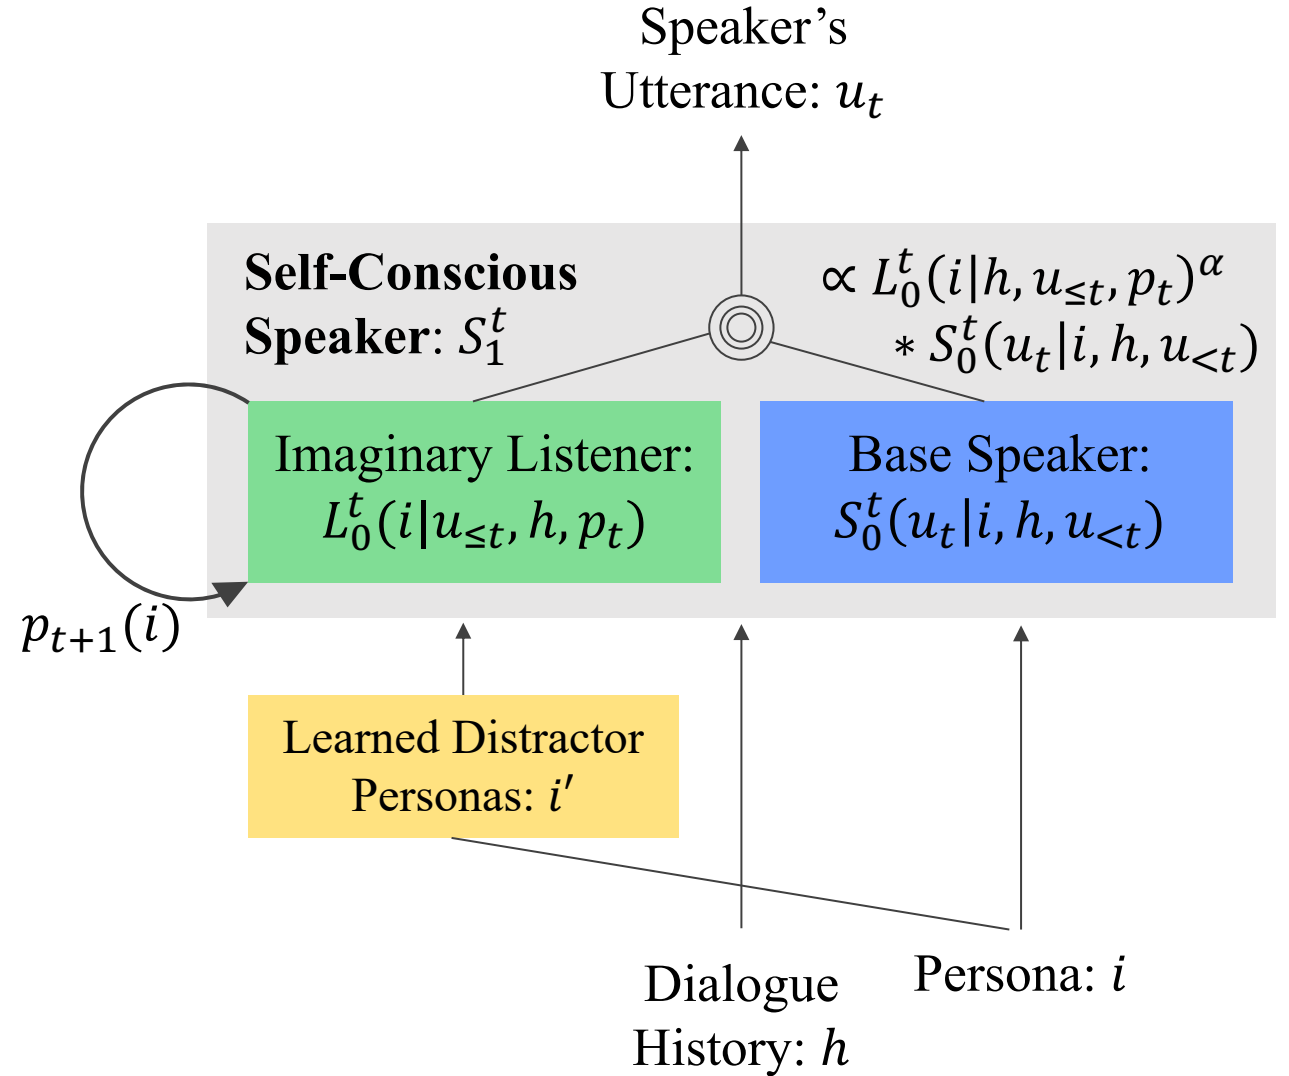 Speaker's
Utterance: u_t
Self-Conscious
Speaker: S_1^t
∝ L_0^t(i|h, u_≤t, p_t)^α
* S_0^t(u_t|i, h, u_<t)
Imaginary Listener:
L_0^t(i|u_≤t, h, p_t)
Base Speaker:
S_0^t(u_t|i, h, u_<t)
p_t+1(i)
Learned Distractor
Personas: i′
Dialogue
History: h
Persona: i